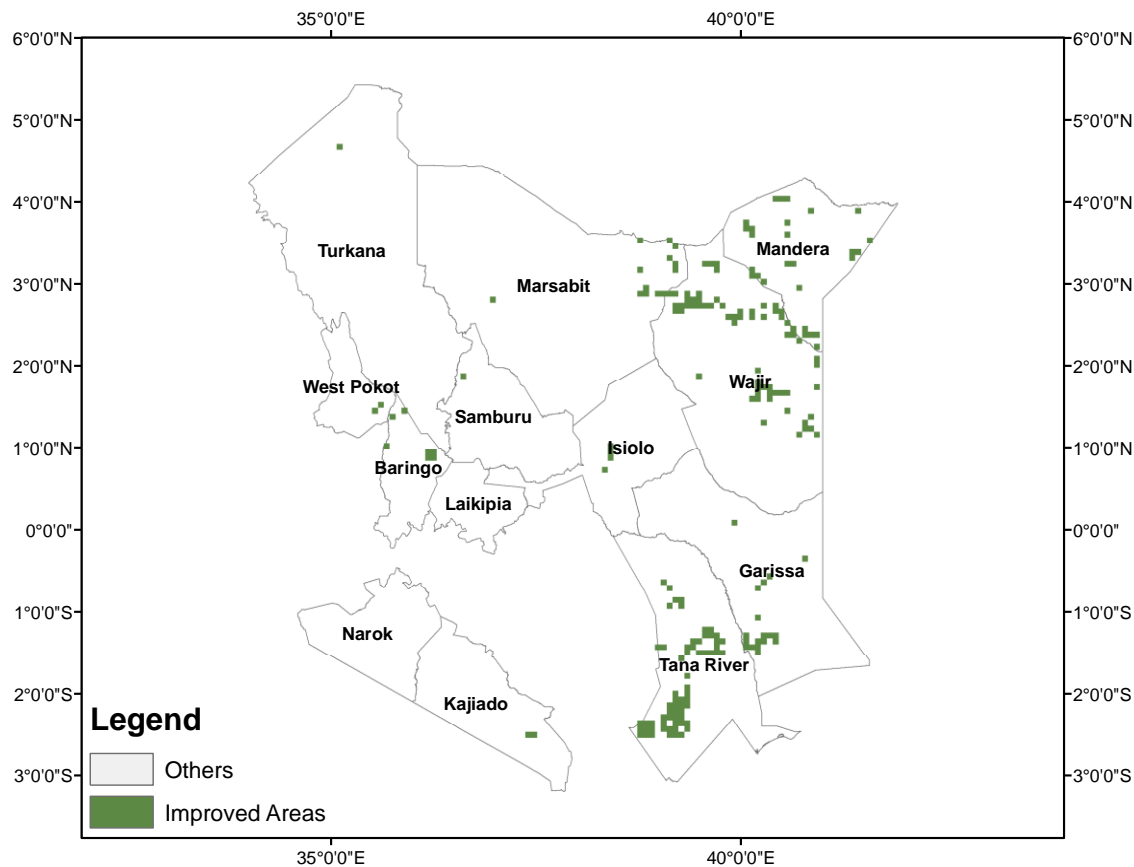 35°0'0"E 40°0'0"E
6°0'0"N 6°0'0"N
5°0'0"N 5°0'0"N
4°0'0"N 4°0'0"N
Mandera
Turkana
3°0'0"N Marsabit 3°0'0"N
2°0'0"N 2°0'0"N
West Pokot Wajir
Samburu
1°0'0"N Isiolo 1°0'0"N
Baringo
Laikipia
0°0'0" 0°0'0"
Garissa
1°0'0"S 1°0'0"S
Narok
Tana River
2°0'0"S 2°0'0"S
Kajiado
Legend
Others
3°0'0"S 3°0'0"S
Improved Areas
35°0'0"E 40°0'0"E